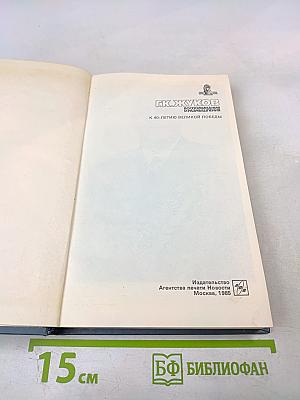 Г.К.ЖУКОВ
ВОСПОМИНАНИЯ
И РАЗМЫШЛЕНИЯ
К 40-ЛЕТИЮ ВЕЛИКОЙ ПОБЕДЫ
Издательство
Агентства печати Новости
Москва, 1985
15 см
БФ БИБЛИОФАН